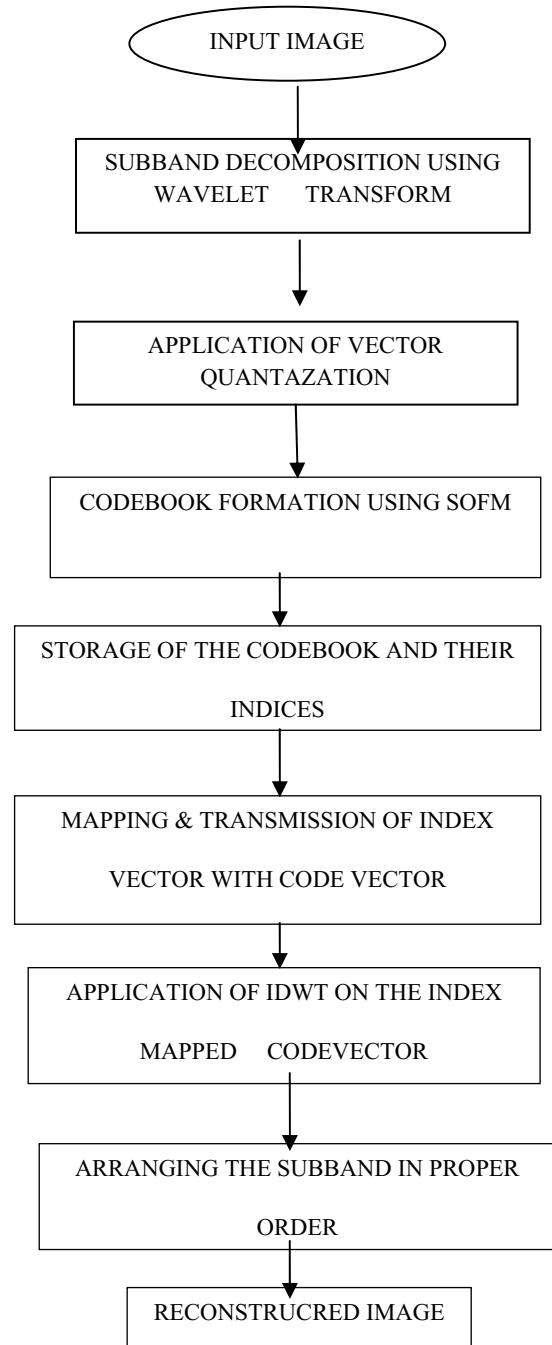 INPUT IMAGE
SUBBAND DECOMPOSITION USING
WAVELET TRANSFORM
APPLICATION OF VECTOR
QUANTAZATION
CODEBOOK FORMATION USING SOFM
STORAGE OF THE CODEBOOK AND THEIR
INDICES
MAPPING & TRANSMISSION OF INDEX
VECTOR WITH CODE VECTOR
APPLICATION OF IDWT ON THE INDEX
MAPPED CODEVECTOR
ARRANGING THE SUBBAND IN PROPER
ORDER
RECONSTRUCRED IMAGE